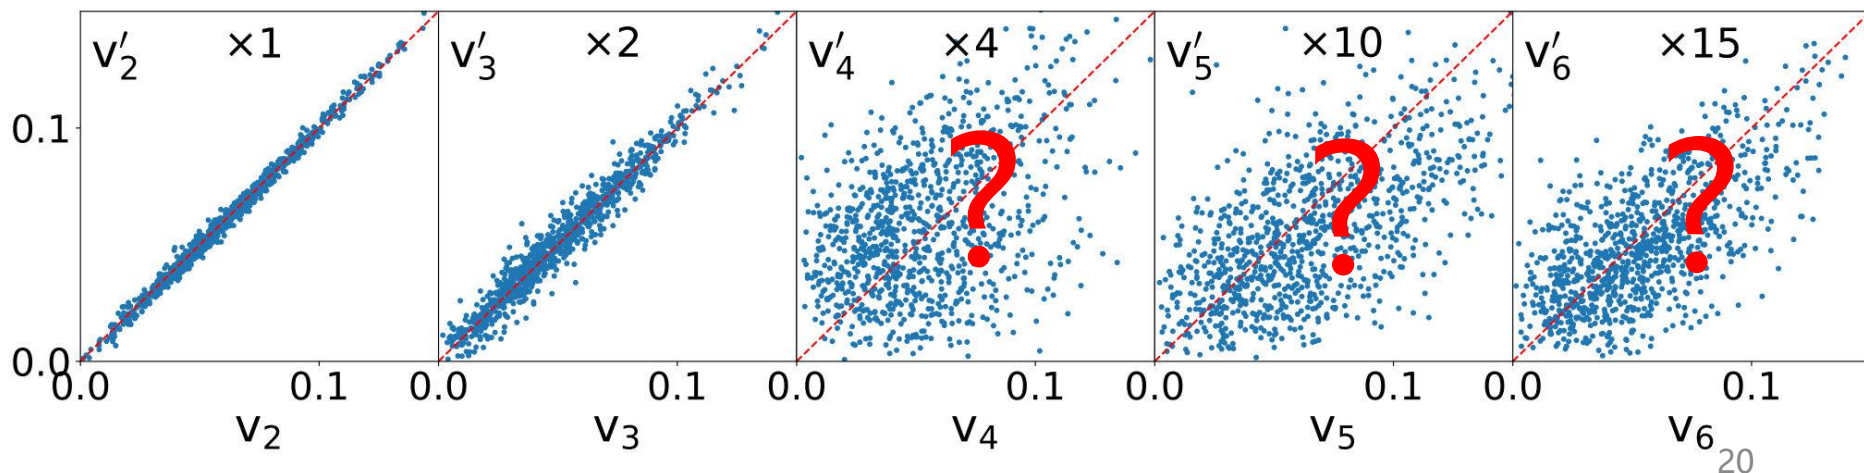 v′₂ ×1 v′₃ ×2 v′₄ ×4 v′₅ ×10 v′₆ ×15
0.1
? ? ?
0.0
0.0 0.1 0.0 0.1 0.0 0.1 0.0 0.1 0.0 0.1
v₂ v₃ v₄ v₅ v₆
20